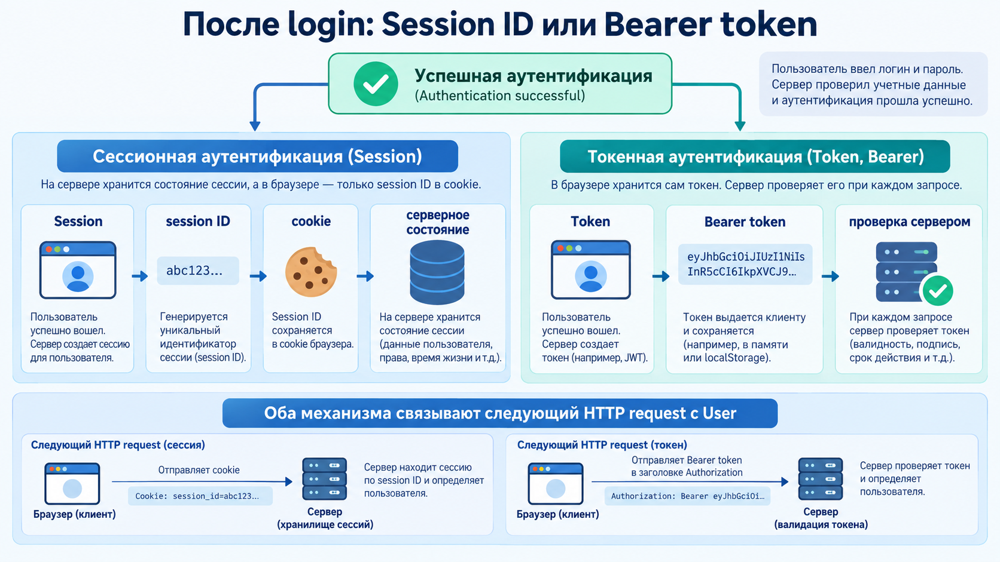 После login: Session ID или Bearer token
Успешная аутентификация
(Authentication successful)
Пользователь ввел логин и пароль.
Сервер проверил учетные данные
и аутентификация прошла успешно.
Сессионная аутентификация (Session)
На сервере хранится состояние сессии, а в браузере — только session ID в cookie.
Session
Пользователь
успешно вошел.
Сервер создает сессию
для пользователя.
session ID
abc123...
Генерируется
уникальный
идентификатор
сессии (session ID).
cookie
Session ID
сохраняется
в cookie браузера.
серверное
состояние
На сервере хранится
состояние сессии
(данные пользователя,
права, время жизни и т.д.).
Токенная аутентификация (Token, Bearer)
В браузере хранится сам токен. Сервер проверяет его при каждом запросе.
Token
Пользователь
успешно вошел.
Сервер создает
токен (например, JWT).
Bearer token
eyJhbGciOiJIUzI1NiIs
InR5cCI6IkpXVCJ9...
Токен выдается клиенту
и сохраняется
(например, в памяти
или localStorage).
проверка сервером
При каждом запросе
сервер проверяет токен
(валидность, подпись,
срок действия и т.д.).
Оба механизма связывают следующий HTTP request с User
Следующий HTTP request (сессия)
Отправляет cookie
Cookie: session_id=abc123...
Браузер (клиент)
Сервер
(хранилище сессий)
Сервер находит сессию
по session ID и определяет
пользователя.
Следующий HTTP request (токен)
Отправляет Bearer token
в заголовке Authorization
Authorization: Bearer eyJhbGciOi...
Браузер (клиент)
Сервер
(валидация токена)
Сервер проверяет токен
и определяет
пользователя.